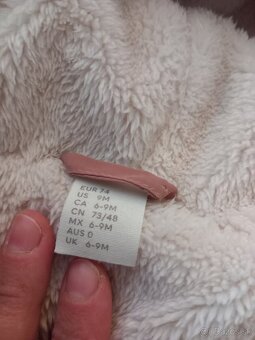 EUR 74
US 9M
CA 6-9M
CN 73/48
MX 6-9M
AUS 0
UK 6-9M